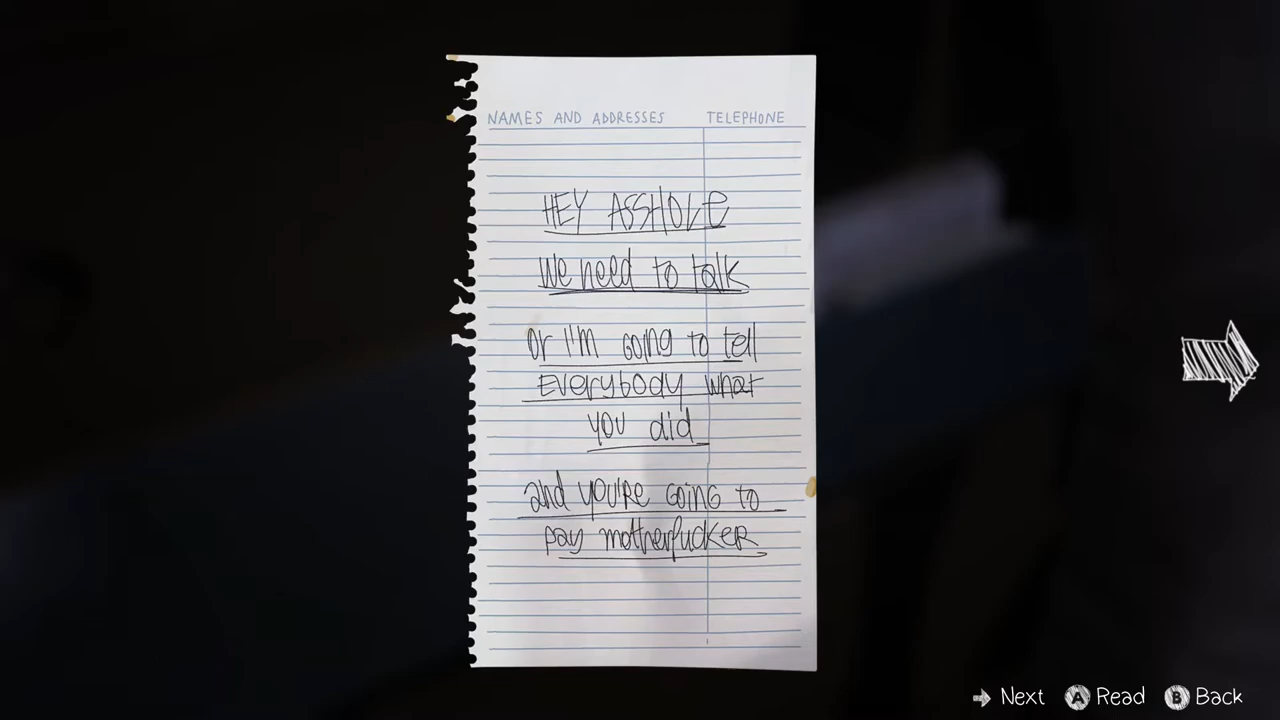 NAMES AND ADDRESSES TELEPHONE
HEY ASSHOLE
We need to talk
Or I'm going to tell
Everybody what
you did
and you're going to
pay motherfucker
Next A Read B Back